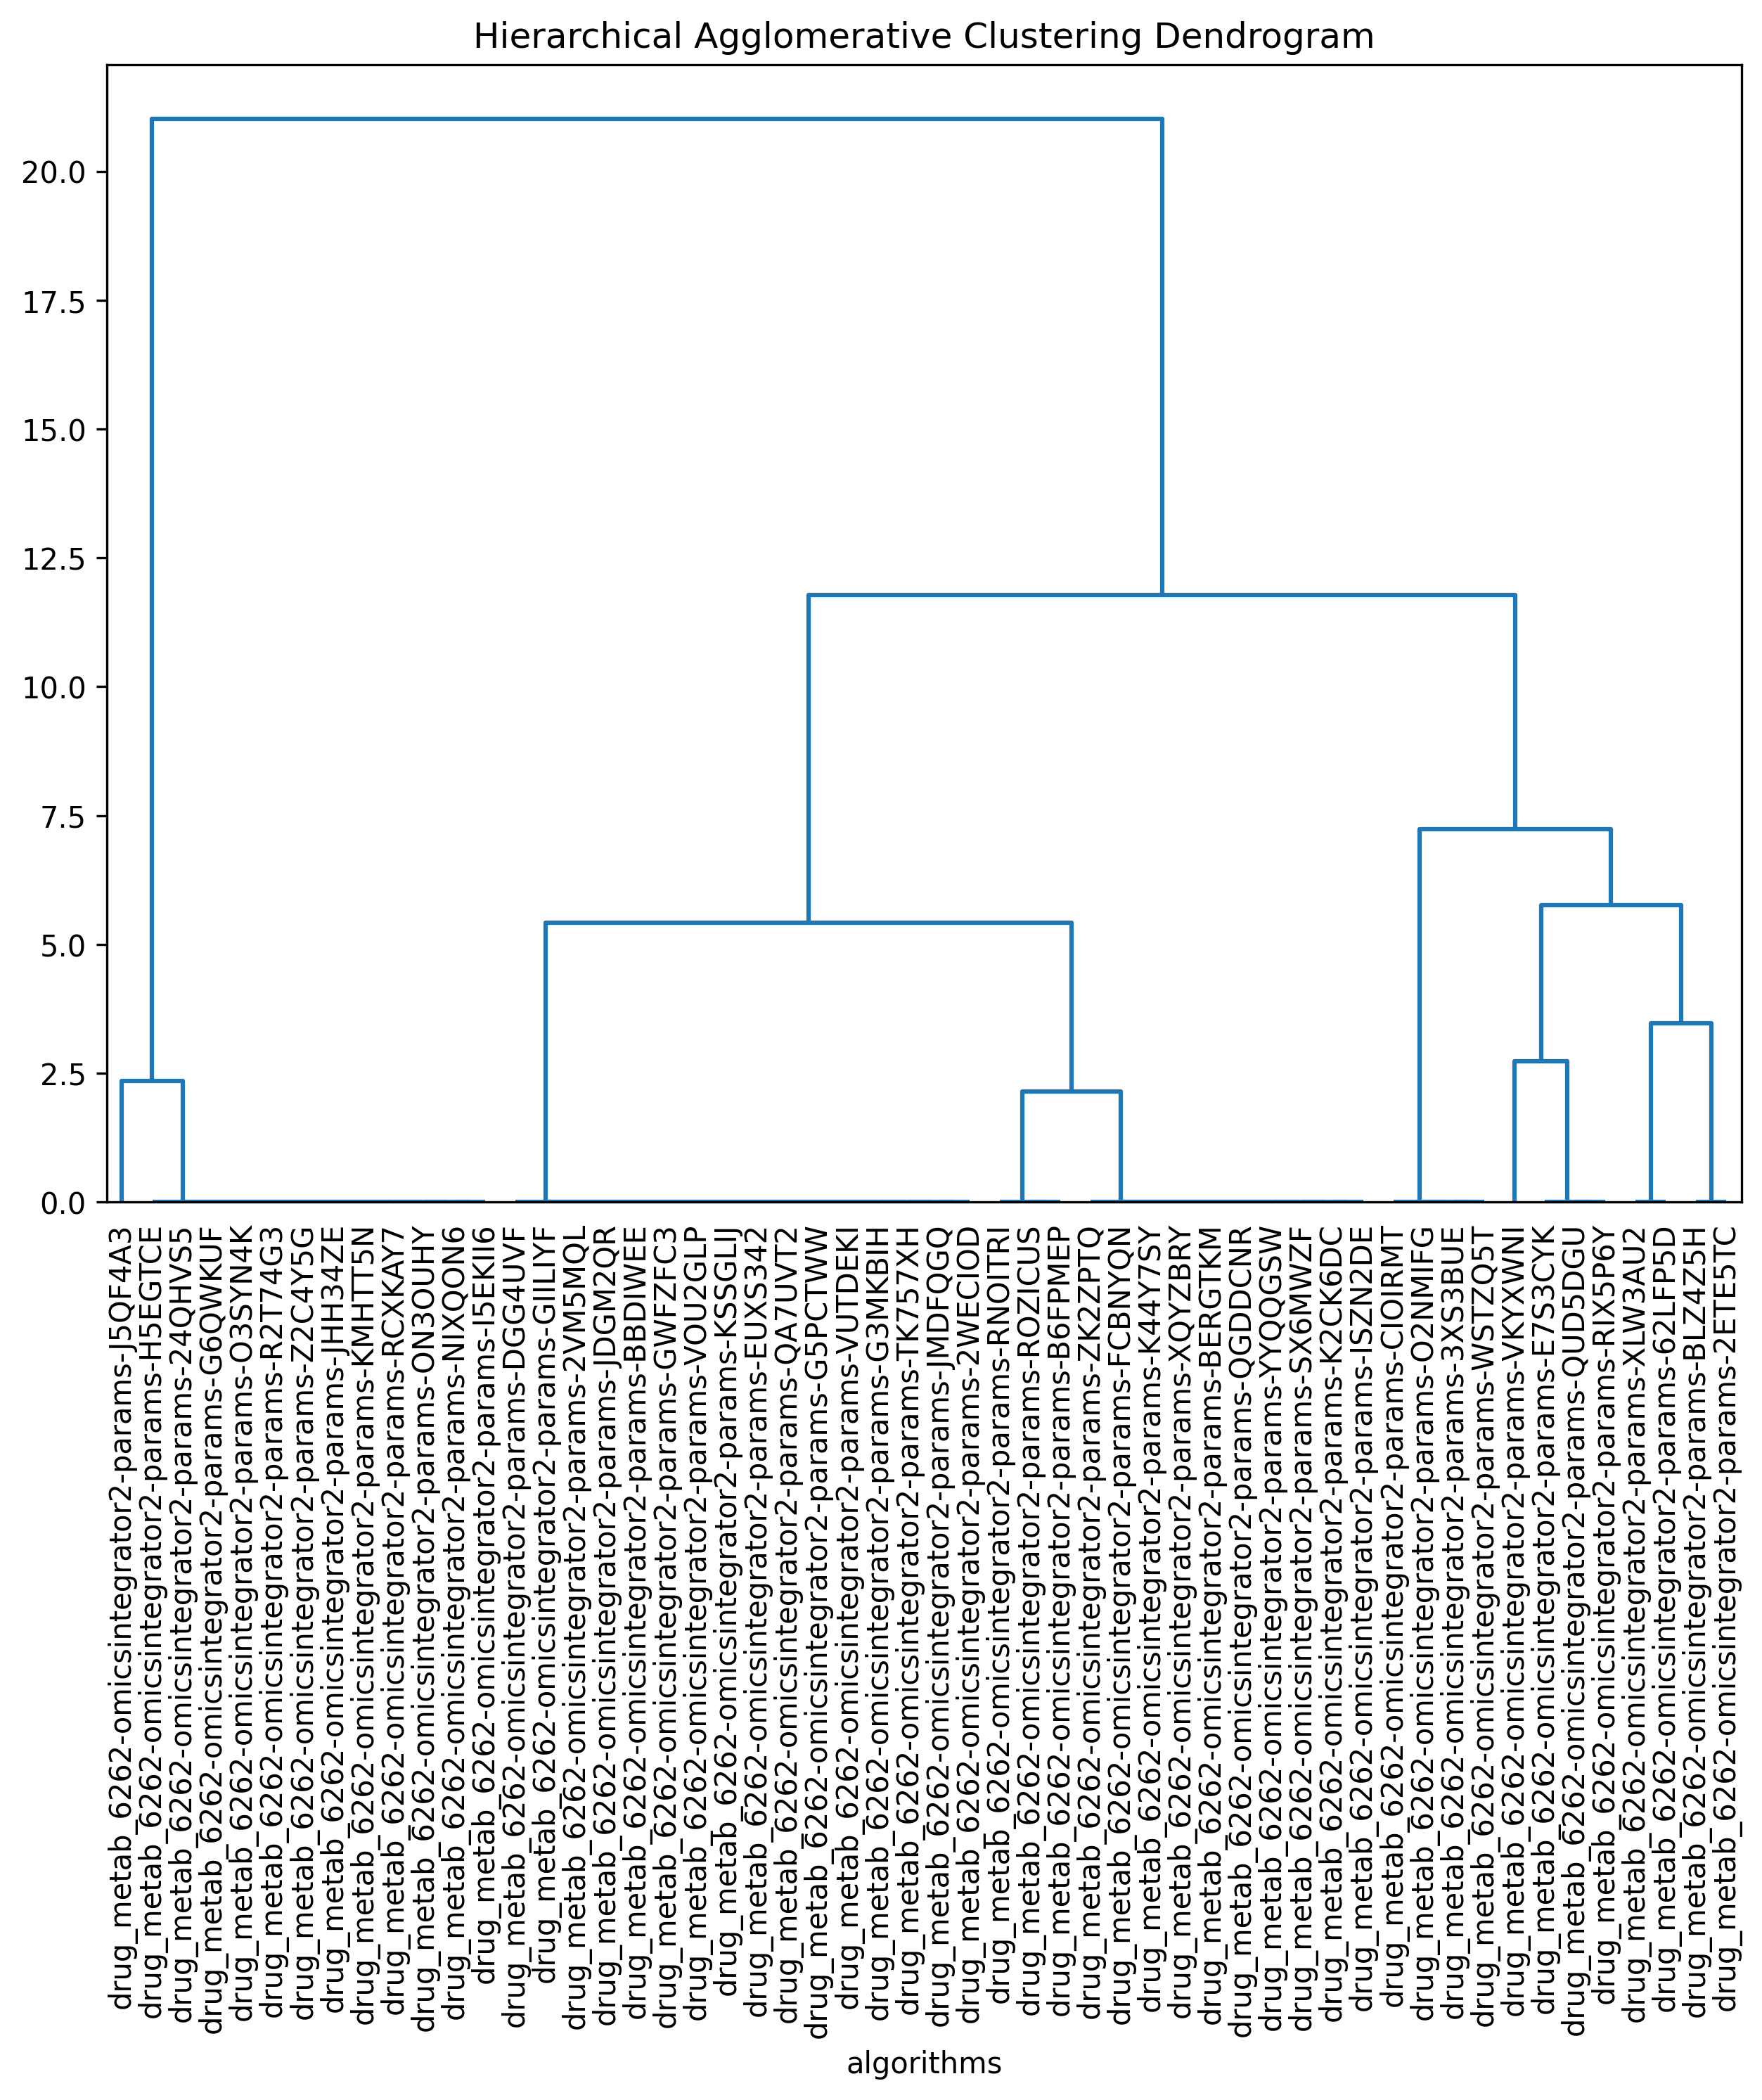 Hierarchical Agglomerative Clustering Dendrogram
20.0
17.5
15.0
12.5
10.0
7.5
5.0
2.5
0.0
drug_metab_6262-omicsintegrator2-params-J5QF4A3
drug_metab_6262-omicsintegrator2-params-H5EGTCE
drug_metab_6262-omicsintegrator2-params-24QHVS5
drug_metab_6262-omicsintegrator2-params-G6QWKUF
drug_metab_6262-omicsintegrator2-params-O3SYN4K
drug_metab_6262-omicsintegrator2-params-R2T74G3
drug_metab_6262-omicsintegrator2-params-Z2C4Y5G
drug_metab_6262-omicsintegrator2-params-JHH34ZE
drug_metab_6262-omicsintegrator2-params-KMHTT5N
drug_metab_6262-omicsintegrator2-params-RCXKAY7
drug_metab_6262-omicsintegrator2-params-ON3OUHY
drug_metab_6262-omicsintegrator2-params-NIXQON6
drug_metab_6262-omicsintegrator2-params-I5EKII6
drug_metab_6262-omicsintegrator2-params-DGG4UVF
drug_metab_6262-omicsintegrator2-params-GIILIYF
drug_metab_6262-omicsintegrator2-params-2VM5MQL
drug_metab_6262-omicsintegrator2-params-JDGM2QR
drug_metab_6262-omicsintegrator2-params-BBDIWEE
drug_metab_6262-omicsintegrator2-params-GWFZFC3
drug_metab_6262-omicsintegrator2-params-VOU2GLP
drug_metab_6262-omicsintegrator2-params-KSSGLIJ
drug_metab_6262-omicsintegrator2-params-EUXS342
drug_metab_6262-omicsintegrator2-params-QA7UVT2
drug_metab_6262-omicsintegrator2-params-G5PCTWW
drug_metab_6262-omicsintegrator2-params-VUTDEKI
drug_metab_6262-omicsintegrator2-params-G3MKBIH
drug_metab_6262-omicsintegrator2-params-TK757XH
drug_metab_6262-omicsintegrator2-params-JMDFQGQ
drug_metab_6262-omicsintegrator2-params-2WECIOD
drug_metab_6262-omicsintegrator2-params-RNOITRI
drug_metab_6262-omicsintegrator2-params-ROZICUS
drug_metab_6262-omicsintegrator2-params-B6FPMEP
drug_metab_6262-omicsintegrator2-params-ZK2ZPTQ
drug_metab_6262-omicsintegrator2-params-FCBNYQN
drug_metab_6262-omicsintegrator2-params-K44Y7SY
drug_metab_6262-omicsintegrator2-params-XQYZBRY
drug_metab_6262-omicsintegrator2-params-BERGTKM
drug_metab_6262-omicsintegrator2-params-QGDDCNR
drug_metab_6262-omicsintegrator2-params-YYQQGSW
drug_metab_6262-omicsintegrator2-params-SX6MWZF
drug_metab_6262-omicsintegrator2-params-K2CK6DC
drug_metab_6262-omicsintegrator2-params-ISZN2DE
drug_metab_6262-omicsintegrator2-params-CIOIRMT
drug_metab_6262-omicsintegrator2-params-O2NMIFG
drug_metab_6262-omicsintegrator2-params-3XS3BUE
drug_metab_6262-omicsintegrator2-params-WSTZQ5T
drug_metab_6262-omicsintegrator2-params-VKYXWNI
drug_metab_6262-omicsintegrator2-params-E7S3CYK
drug_metab_6262-omicsintegrator2-params-QUD5DGU
drug_metab_6262-omicsintegrator2-params-RIX5P6Y
drug_metab_6262-omicsintegrator2-params-XLW3AU2
drug_metab_6262-omicsintegrator2-params-62LFP5D
drug_metab_6262-omicsintegrator2-params-BLZ4Z5H
drug_metab_6262-omicsintegrator2-params-2ETE5TC
algorithms